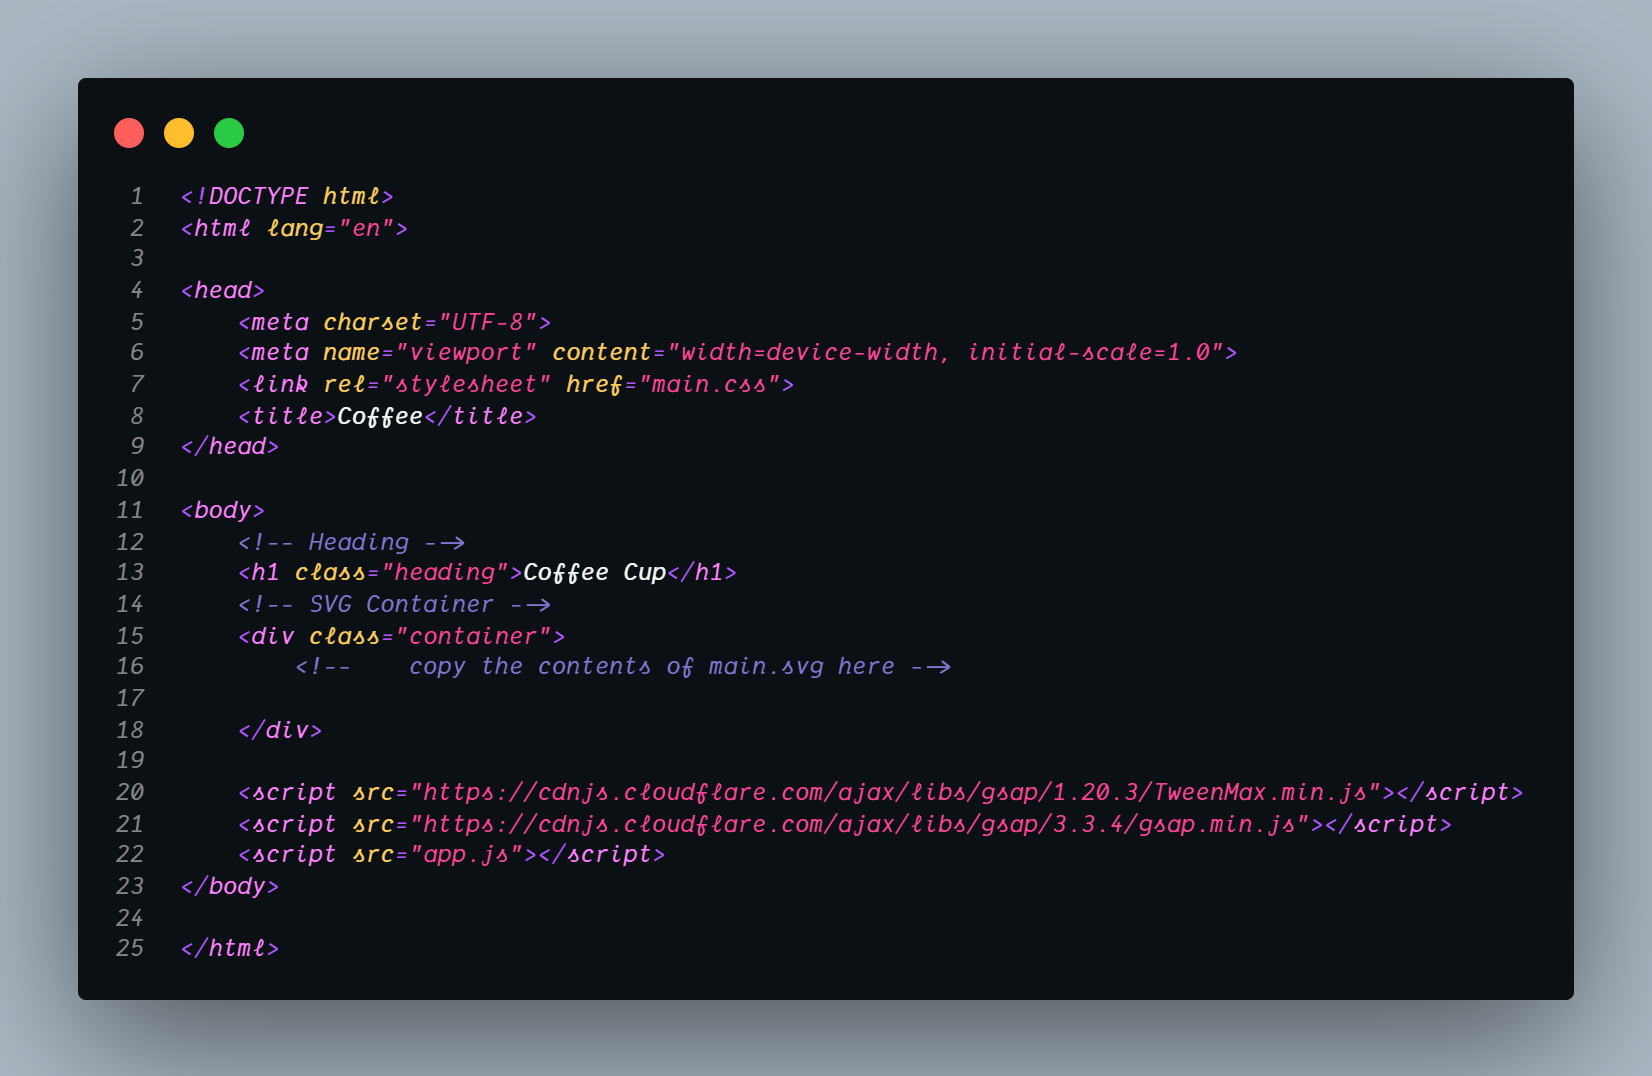 1 <!DOCTYPE html>
2 <html lang="en">
3
4 <head>
5     <meta charset="UTF-8">
6     <meta name="viewport" content="width=device-width, initial-scale=1.0">
7     <link rel="stylesheet" href="main.css">
8     <title>Coffee</title>
9 </head>
10
11 <body>
12     <!-- Heading -->
13     <h1 class="heading">Coffee Cup</h1>
14     <!-- SVG Container -->
15     <div class="container">
16         <!--    copy the contents of main.svg here -->
17
18     </div>
19
20     <script src="https://cdnjs.cloudflare.com/ajax/libs/gsap/1.20.3/TweenMax.min.js"></script>
21     <script src="https://cdnjs.cloudflare.com/ajax/libs/gsap/3.3.4/gsap.min.js"></script>
22     <script src="app.js"></script>
23 </body>
24
25 </html>